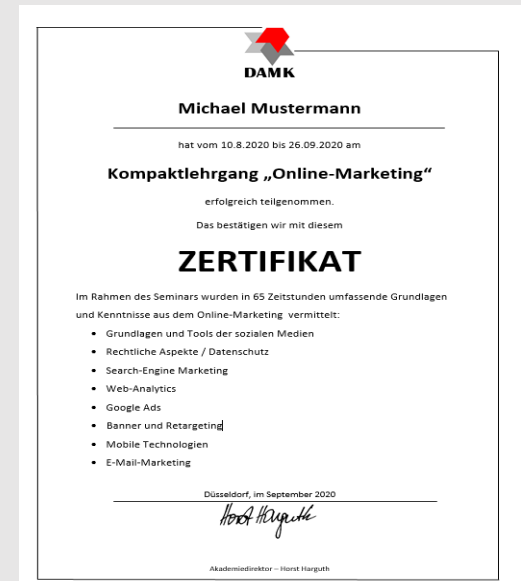 DAMK
Michael Mustermann
hat vom 10.8.2020 bis 26.09.2020 am
Kompaktlehrgang „Online-Marketing“
erfolgreich teilgenommen.
Das bestätigen wir mit diesem
ZERTIFIKAT
Im Rahmen des Seminars wurden in 65 Zeitstunden umfassende Grundlagen
und Kenntnisse aus dem Online-Marketing vermittelt:
• Grundlagen und Tools der sozialen Medien
• Rechtliche Aspekte / Datenschutz
• Search-Engine Marketing
• Web-Analytics
• Google Ads
• Banner und Retargeting
• Mobile Technologien
• E-Mail-Marketing
Düsseldorf, im September 2020
Horst Harguth
Akademiedirektor – Horst Harguth